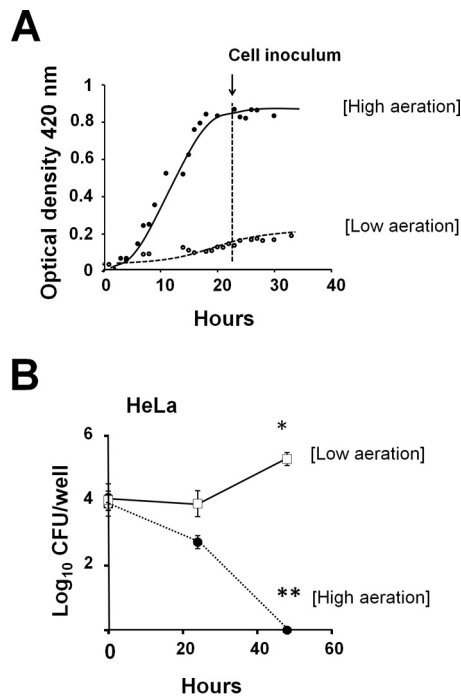 A
Cell inoculum
Optical density 420 nm
1
0.8
0.6
0.4
0.2
0
0 10 20 30 40
Hours
[High aeration]
[Low aeration]
B
HeLa
Log10 CFU/well
6
4
2
0 20 40 60
Hours
*
[Low aeration]
** [High aeration]